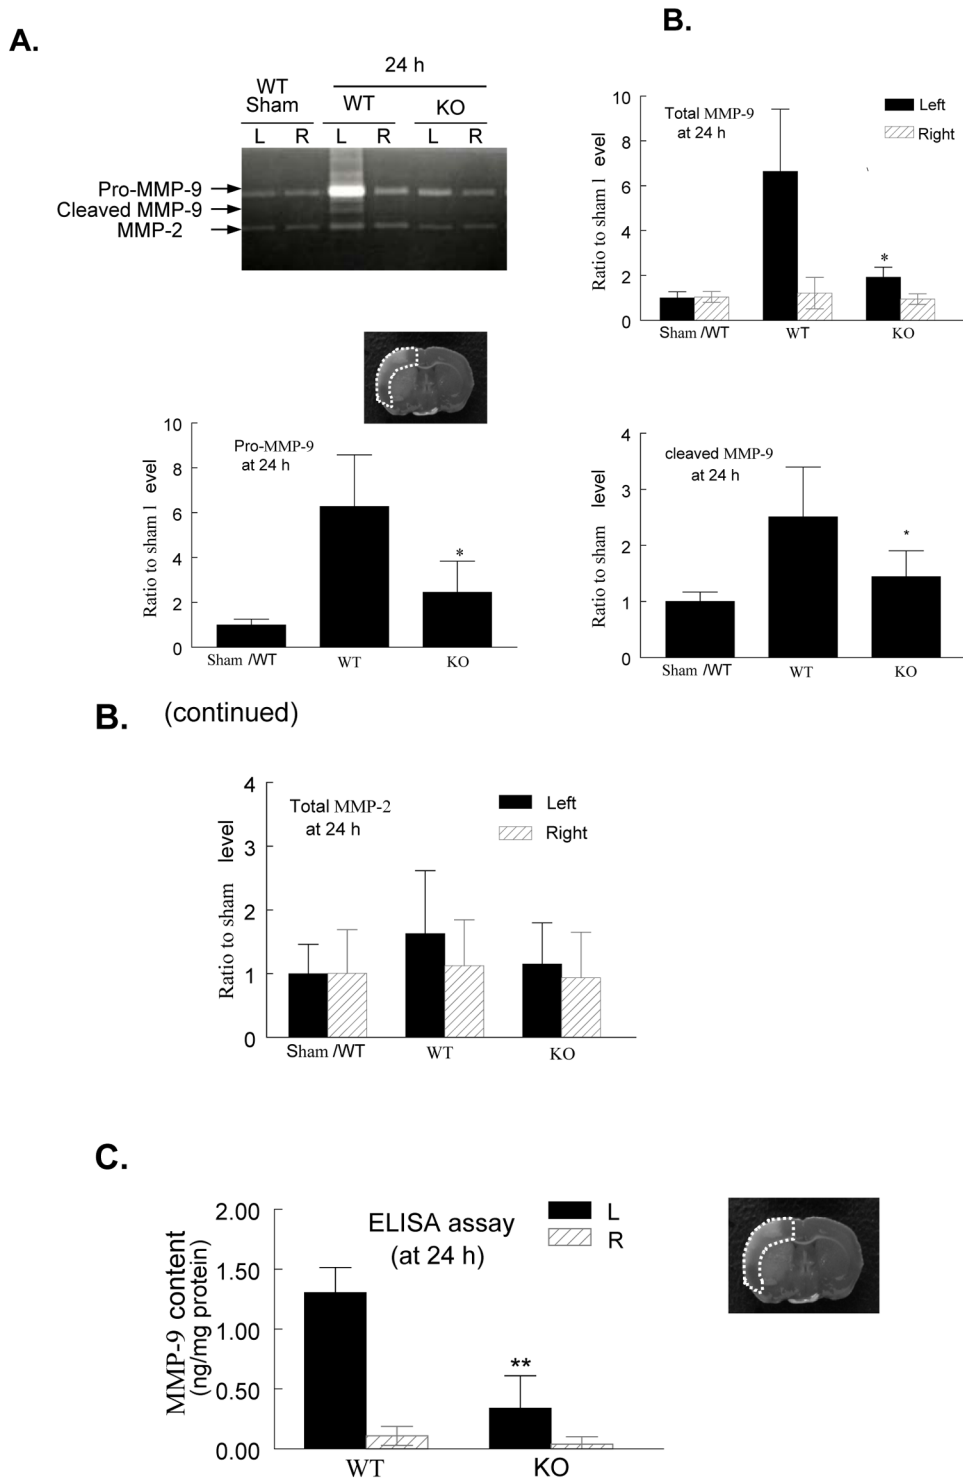 A.
24 h
WT
Sham
WT
KO
L R L R L R
Pro-MMP-9
Cleaved MMP-9
MMP-2
Pro-MMP-9
at 24 h
Ratio to sham l evel
10
8
6
4
2
0
*
Sham /WT WT KO
B.
Total MMP-9
at 24 h
Left
Right
Ratio to sham l evel
10
8
6
4
2
0
*
Sham /WT WT KO
cleaved MMP-9
at 24 h
Ratio to sham level
4
3
2
1
0
*
Sham /WT WT KO
B. (continued)
Total MMP-2
at 24 h
Left
Right
Ratio to sham level
4
3
2
1
0
Sham /WT WT KO
C.
ELISA assay
(at 24 h)
L
R
MMP-9 content
(ng/mg protein)
2.00
1.50
1.00
0.50
0.00
**
WT KO